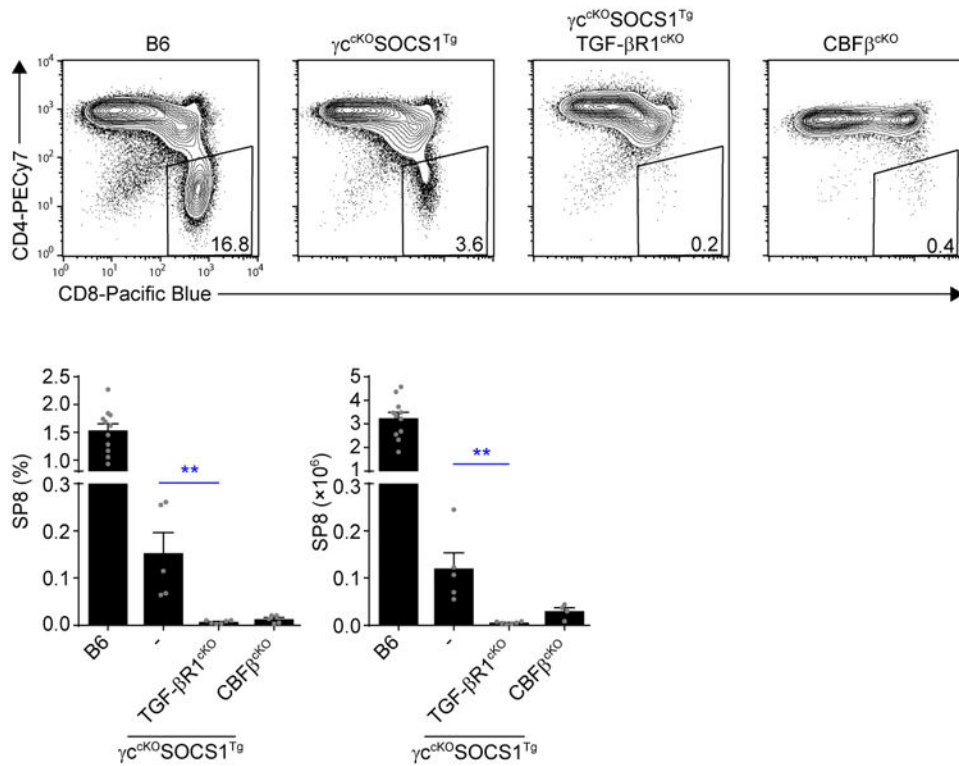 B6
γc^cKO SOCS1^Tg
γc^cKO SOCS1^Tg
TGF-βR1^cKO
CBFβ^cKO
CD4-PECy7
10^4
10^3
10^2
10^1
10^0
16.8
3.6
0.2
0.4
10^0 10^1 10^2 10^3 10^4
CD8-Pacific Blue
SP8 (%)
2.5
2.0
1.5
1.0
0.3
0.2
0.1
0.0
**
B6
-
TGF-βR1^cKO
CBFβ^cKO
γc^cKO SOCS1^Tg
SP8 (×10^6)
5
4
3
2
1
0.3
0.2
0.1
0.0
**
B6
-
TGF-βR1^cKO
CBFβ^cKO
γc^cKO SOCS1^Tg